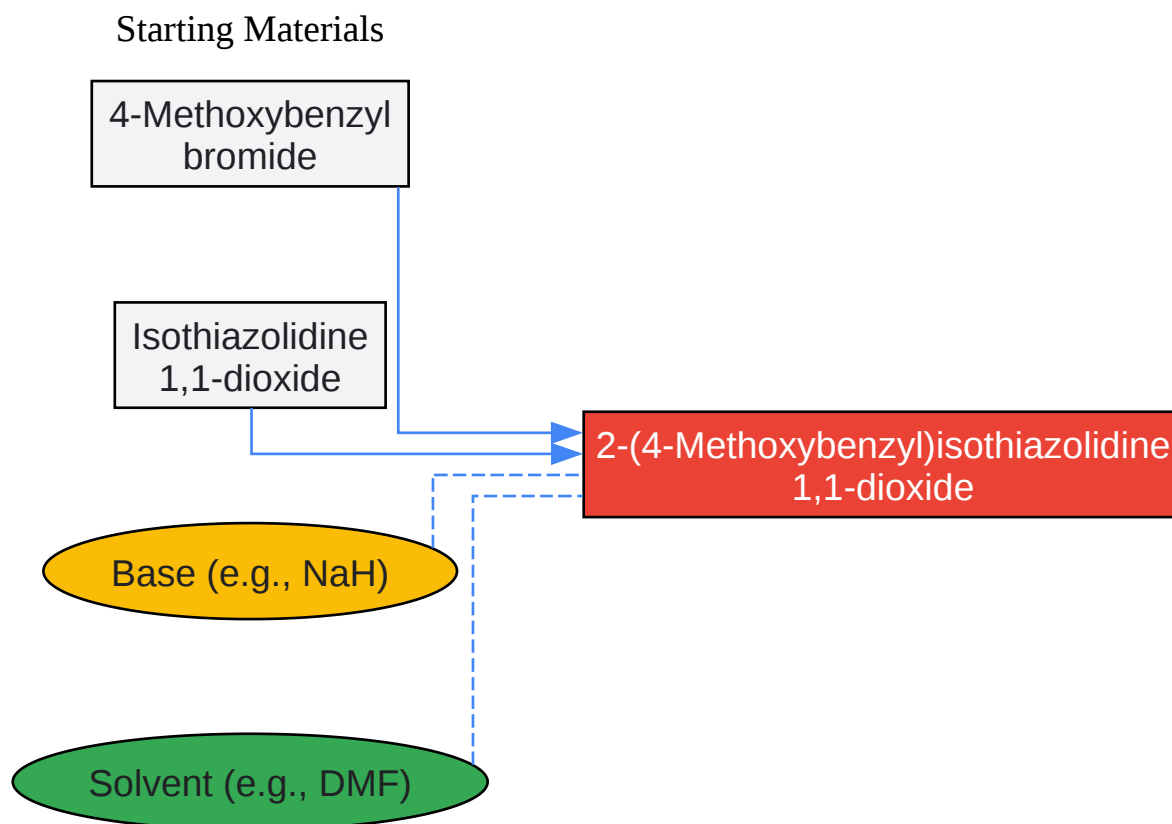 Starting Materials
4-Methoxybenzyl
bromide
Isothiazolidine
1,1-dioxide
2-(4-Methoxybenzyl)isothiazolidine
1,1-dioxide
Base (e.g., NaH)
Solvent (e.g., DMF)